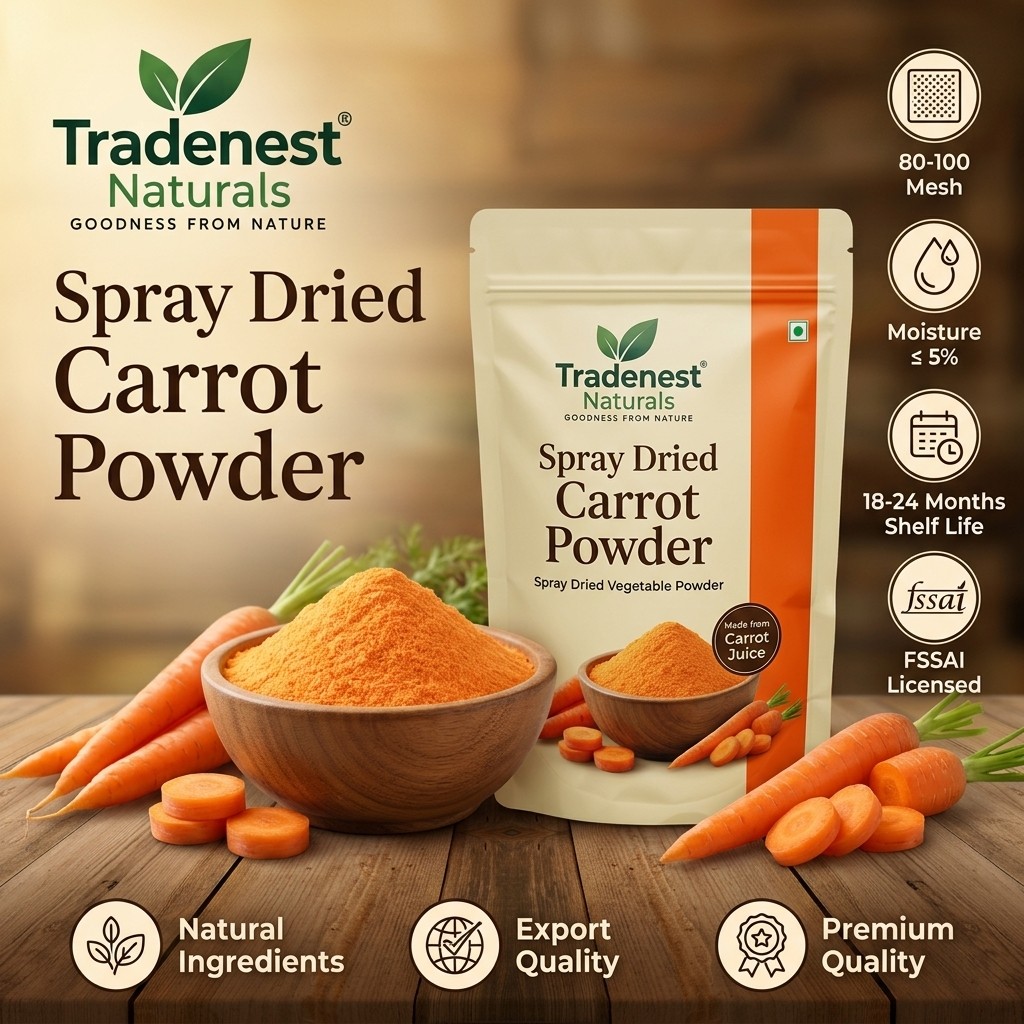 Tradenest®
Naturals
GOODNESS FROM NATURE
Spray Dried
Carrot
Powder
Tradenest®
Naturals
GOODNESS FROM NATURE
Spray Dried
Carrot
Powder
Spray Dried Vegetable Powder
Made from
Carrot
Juice
80-100
Mesh
Moisture
≤ 5%
18-24 Months
Shelf Life
fssai
FSSAI
Licensed
Natural
Ingredients
Export
Quality
Premium
Quality